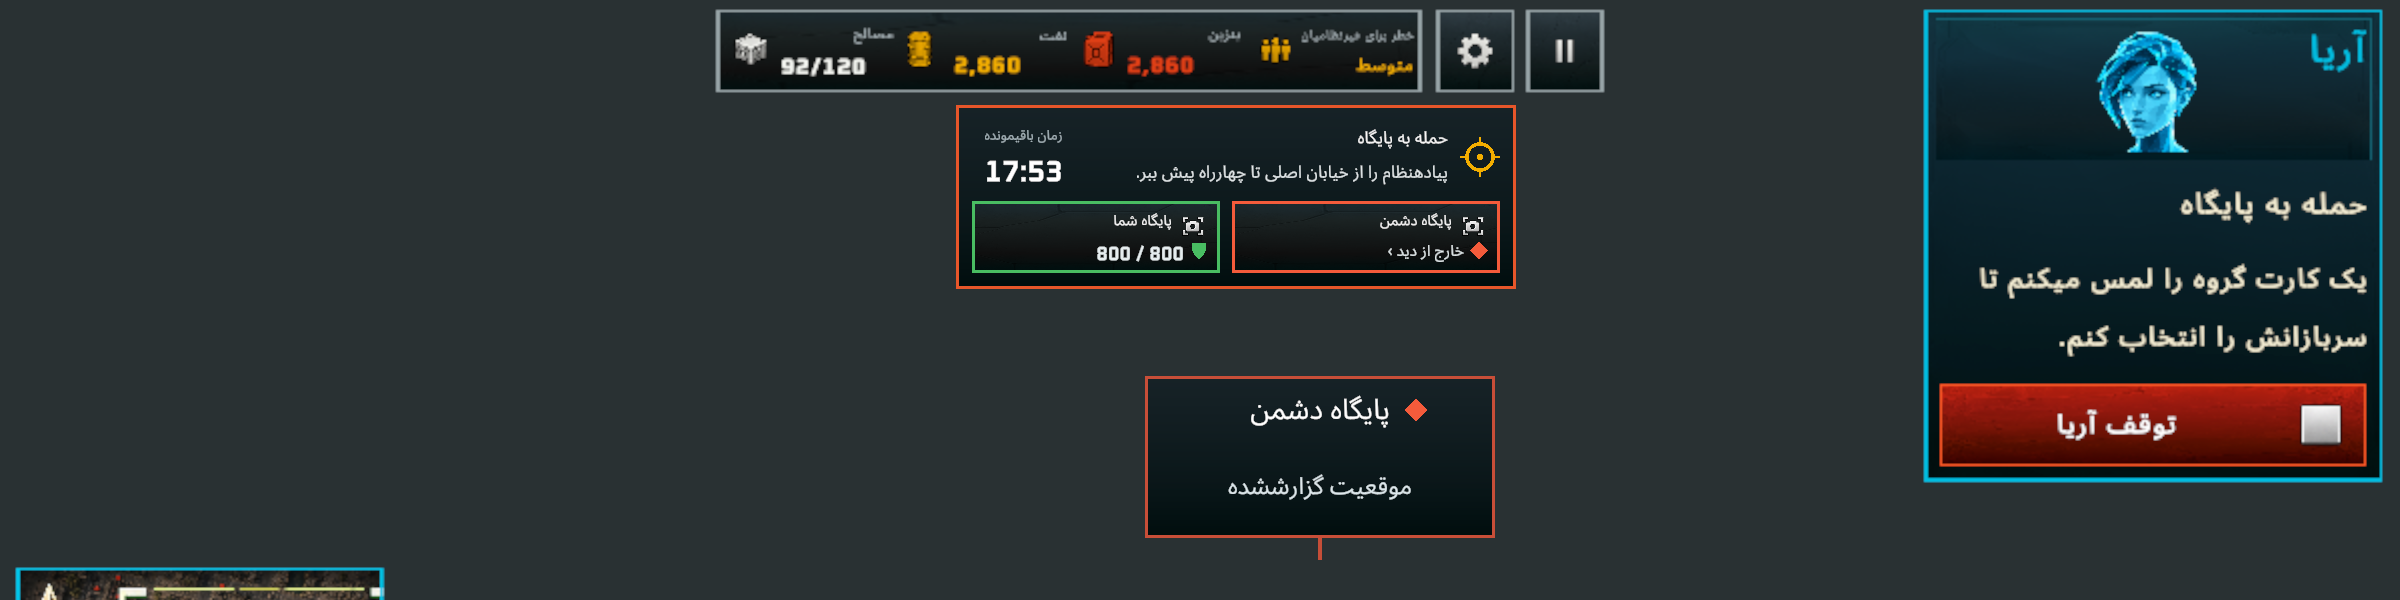 خطر برای غیرنظامیان
متوسط
بنزین
2,860
نفت
2,860
مصالح
92/120
حمله به پایگاه
پیادهنظام را از خیابان اصلی تا چهارراه پیش ببر.
زمان باقیمونده
17:53
پایگاه دشمن
خارج از دید ›
پایگاه شما
800 / 800
پایگاه دشمن
موقعیت گزارششده
آریا
حمله به پایگاه
یک کارت گروه را لمس میکنم تا
سربازانش را انتخاب کنم.
توقف آریا